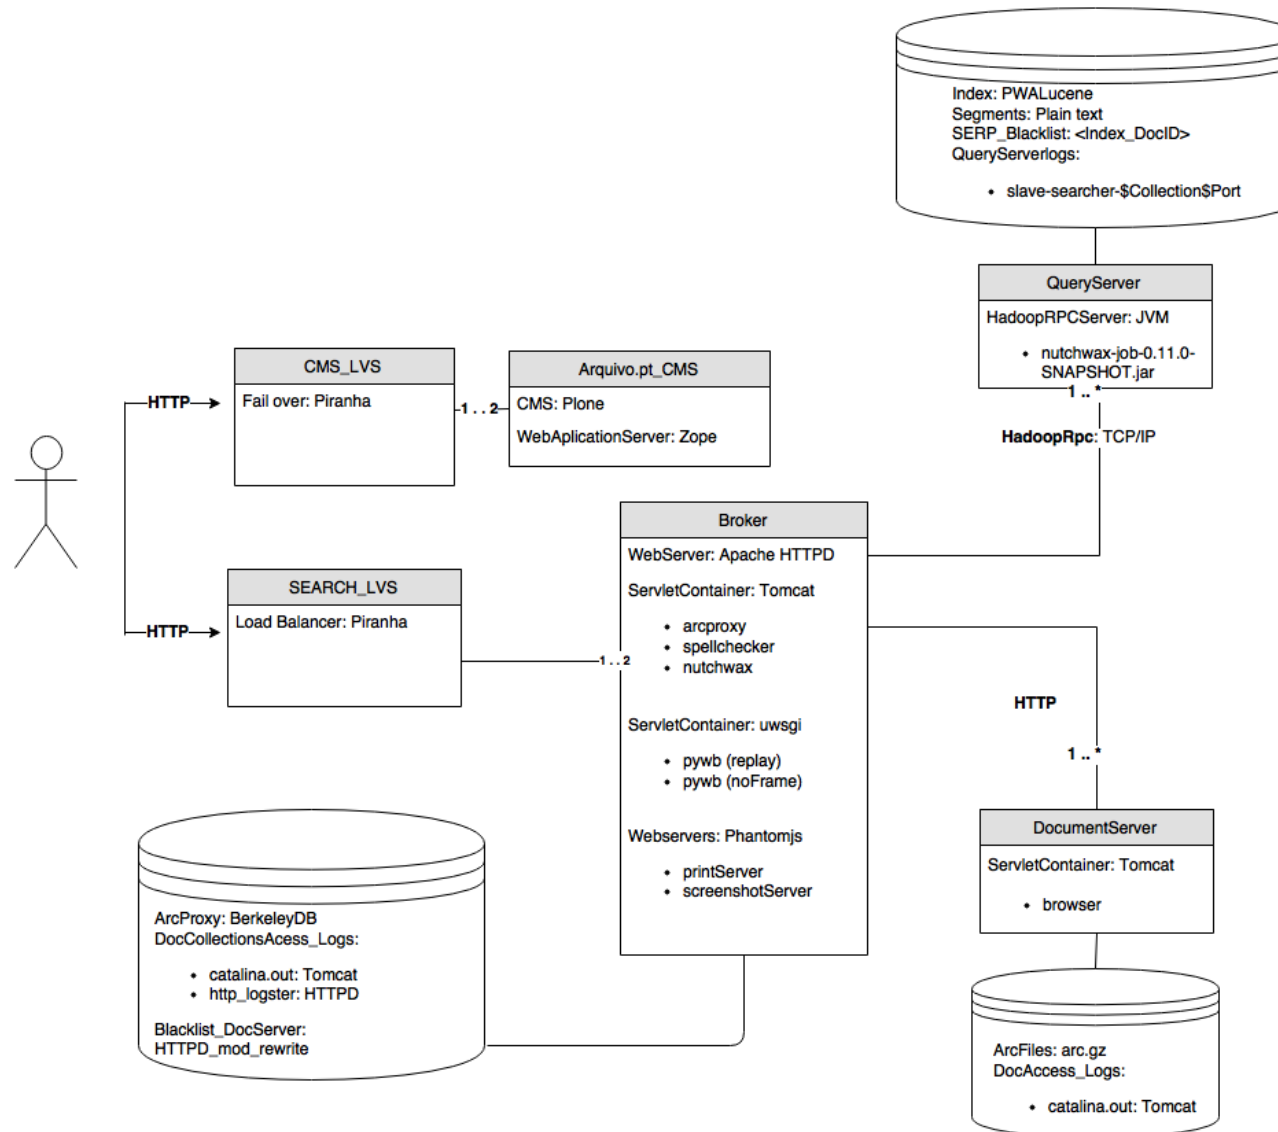 Index: PWALucene
Segments: Plain text
SERP_Blacklist: <Index_DocID>
QueryServerlogs:
• slave-searcher-$Collection$Port
QueryServer
HadoopRPCServer: JVM
• nutchwax-job-0.11.0-
SNAPSHOT.jar
1 .. *
HadoopRpc: TCP/IP
CMS_LVS
Fail over: Piranha
HTTP
1 . . 2
Arquivo.pt_CMS
CMS: Plone
WebAplicationServer: Zope
SEARCH_LVS
Load Balancer: Piranha
HTTP
1 . . 2
Broker
WebServer: Apache HTTPD
ServletContainer: Tomcat
• arcproxy
• spellchecker
• nutchwax
ServletContainer: uwsgi
• pywb (replay)
• pywb (noFrame)
Webservers: Phantomjs
• printServer
• screenshotServer
HTTP
1 .. *
DocumentServer
ServletContainer: Tomcat
• browser
ArcProxy: BerkeleyDB
DocCollectionsAcess_Logs:
• catalina.out: Tomcat
• http_logster: HTTPD
Blacklist_DocServer:
HTTPD_mod_rewrite
ArcFiles: arc.gz
DocAccess_Logs:
• catalina.out: Tomcat